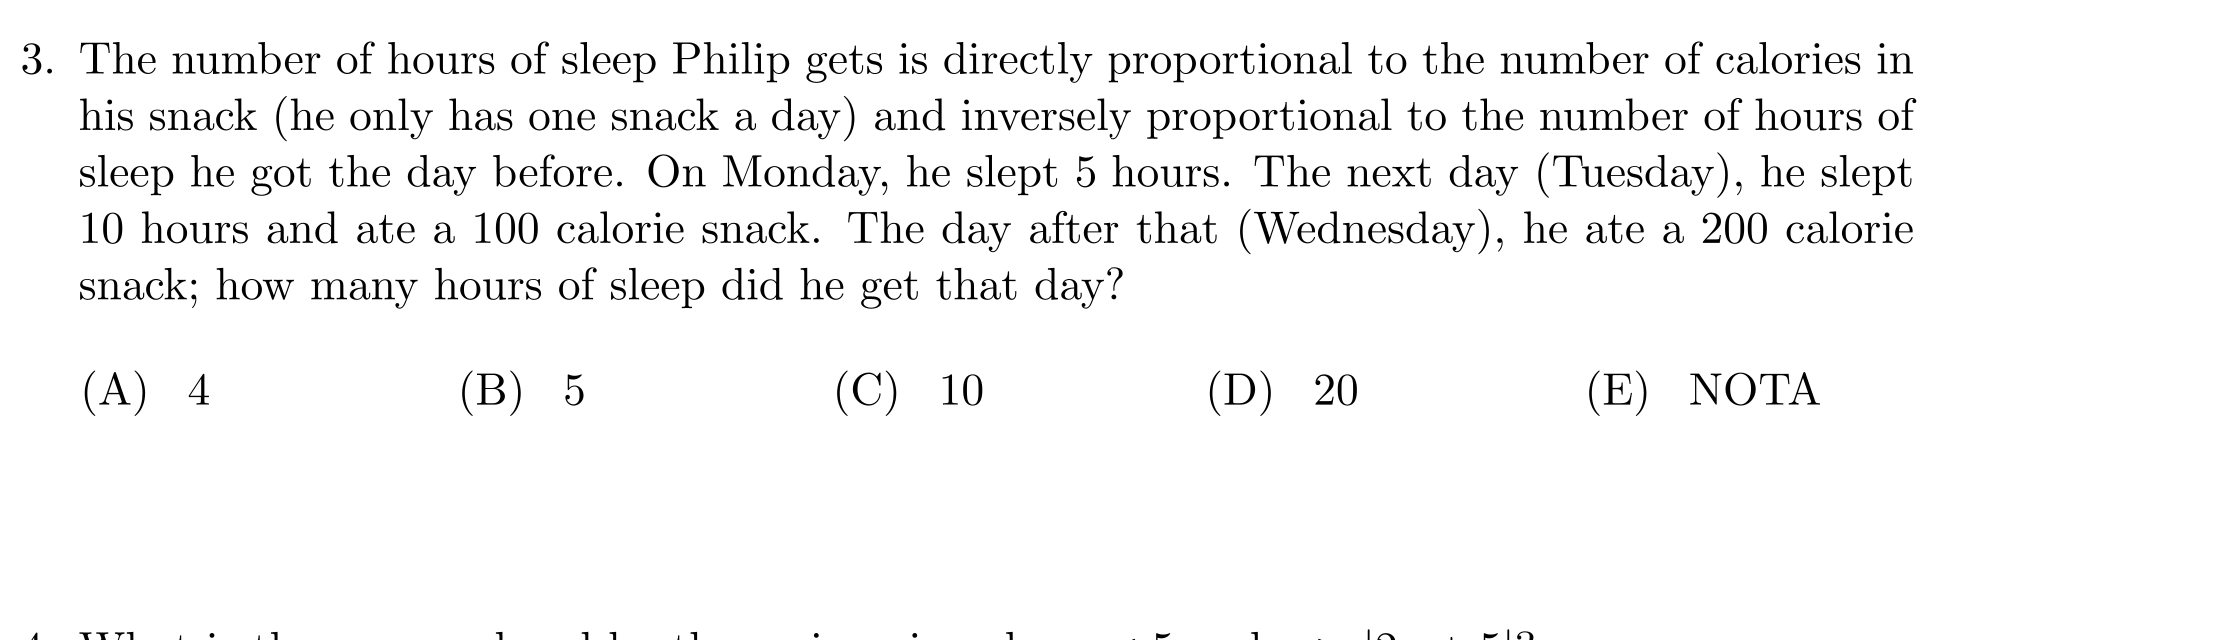 3. The number of hours of sleep Philip gets is directly proportional to the number of calories in
his snack (he only has one snack a day) and inversely proportional to the number of hours of
sleep he got the day before. On Monday, he slept 5 hours. The next day (Tuesday), he slept
10 hours and ate a 100 calorie snack. The day after that (Wednesday), he ate a 200 calorie
snack; how many hours of sleep did he get that day?
(A) 4 (B) 5 (C) 10 (D) 20 (E) NOTA